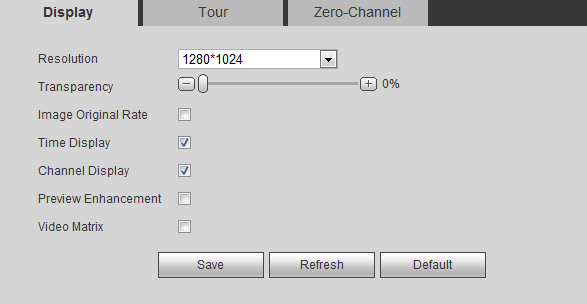 Display Tour Zero-Channel
Resolution 1280*1024
Transparency 0%
Image Original Rate
Time Display
Channel Display
Preview Enhancement
Video Matrix
Save Refresh Default